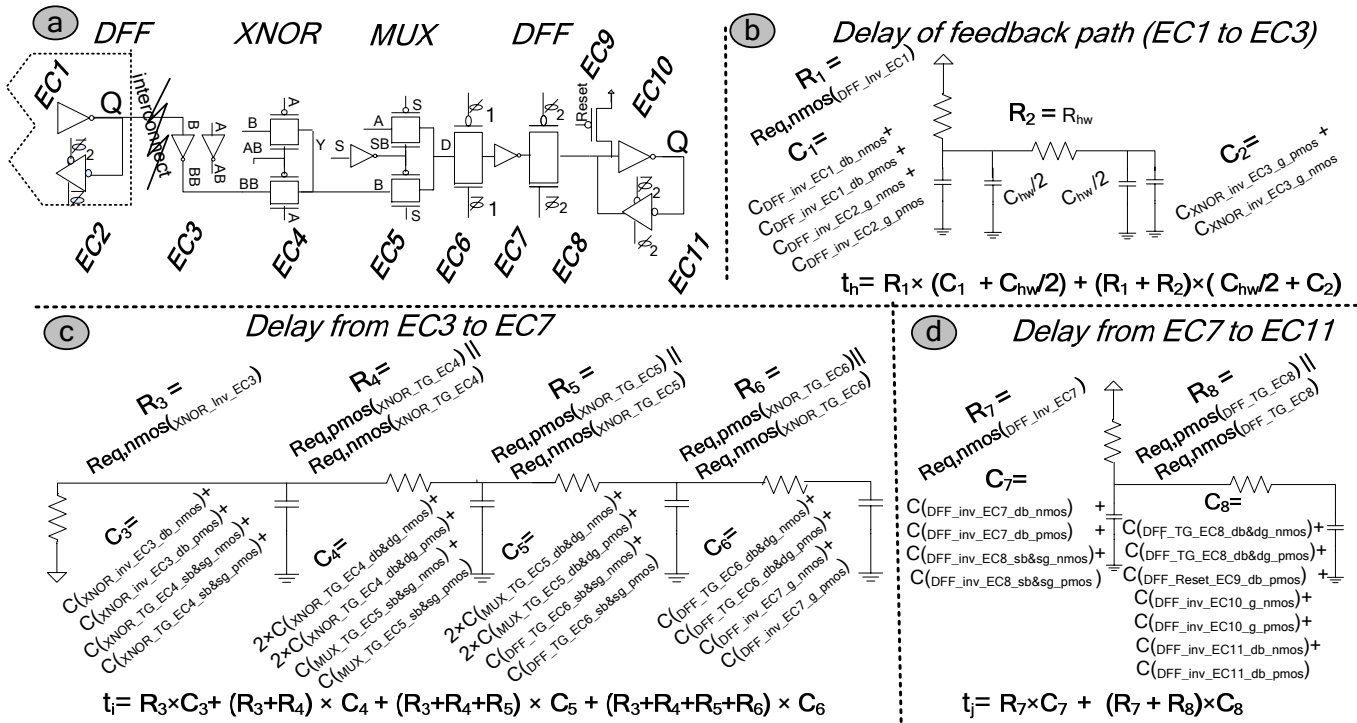 a
DFF XNOR MUX DFF
EC1
EC2
interconnect
EC3
EC4
EC5
EC6
EC7
EC8
EC9
EC10
EC11
Q
2
2
B
A
BB
AB
A
B
AB
BB
A
Y
S
S
A
SB
B
S
D
1
1
2
2
Reset
Q
2
2
b
Delay of feedback path (EC1 to EC3)
R1 =
Req,nmos(DFF_Inv_EC1)
C1=
CDFF_inv_EC1_db_nmos+
CDFF_inv_EC1_db_pmos+
CDFF_inv_EC2_g_nmos +
CDFF_inv_EC2_g_pmos
R2 = Rhw
Chw/2
Chw/2
C2=
CXNOR_inv_EC3_g_pmos +
CXNOR_inv_EC3_g_nmos
th= R1× (C1 + Chw/2) + (R1 + R2)×( Chw/2 + C2)
c
Delay from EC3 to EC7
R3 =
Req,nmos(XNOR_Inv_EC3)
R4=
Req,pmos(XNOR_TG_EC4) ||
Req,nmos(XNOR_TG_EC4)
R5 =
Req,pmos(XNOR_TG_EC5) ||
Req,nmos(XNOR_TG_EC5)
R6 =
Req,pmos(XNOR_TG_EC6)||
Req,nmos(XNOR_TG_EC6)
C3=
C(XNOR_inv_EC3_db_nmos)+
C(XNOR_inv_EC3_db_pmos)+
C(XNOR_TG_EC4_sb&sg_nmos)+
C(XNOR_TG_EC4_sb&sg_pmos)+
C4=
2×C(XNOR_TG_EC4_db&dg_nmos)+
2×C(XNOR_TG_EC4_db&dg_pmos)+
C(MUX_TG_EC5_sb&sg_nmos)+
C(MUX_TG_EC5_sb&sg_pmos)
C5=
2×C(MUX_TG_EC5_db&dg_nmos)+
2×C(MUX_TG_EC5_db&dg_pmos)+
C(DFF_TG_EC6_sb&sg_nmos)+
C(DFF_TG_EC6_sb&sg_pmos)
C6=
C(DFF_TG_EC6_db&dg_nmos)+
C(DFF_TG_EC6_db&dg_pmos)+
C(DFF_inv_EC7_g_nmos)+
C(DFF_inv_EC7_g_pmos)
ti= R3×C3+ (R3+R4) × C4 + (R3+R4+R5) × C5 + (R3+R4+R5+R6) × C6
d
Delay from EC7 to EC11
R7 =
Req,nmos(DFF_Inv_EC7)
R8 =
Req,pmos(DFF_TG_EC8) ||
Req,nmos(DFF_TG_EC8)
C7=
C(DFF_inv_EC7_db_nmos) +
C(DFF_inv_EC7_db_pmos) +
C(DFF_inv_EC8_sb&sg_nmos)+
C(DFF_inv_EC8_sb&sg_pmos)
C8=
C(DFF_TG_EC8_db&dg_nmos)+
C(DFF_TG_EC8_db&dg_pmos)
C(DFF_Reset_EC9_db_pmos) +
C(DFF_inv_EC10_g_nmos)+
C(DFF_inv_EC10_g_pmos)+
C(DFF_inv_EC11_db_nmos)+
C(DFF_inv_EC11_db_pmos)
tj= R7×C7 + (R7 + R8)×C8